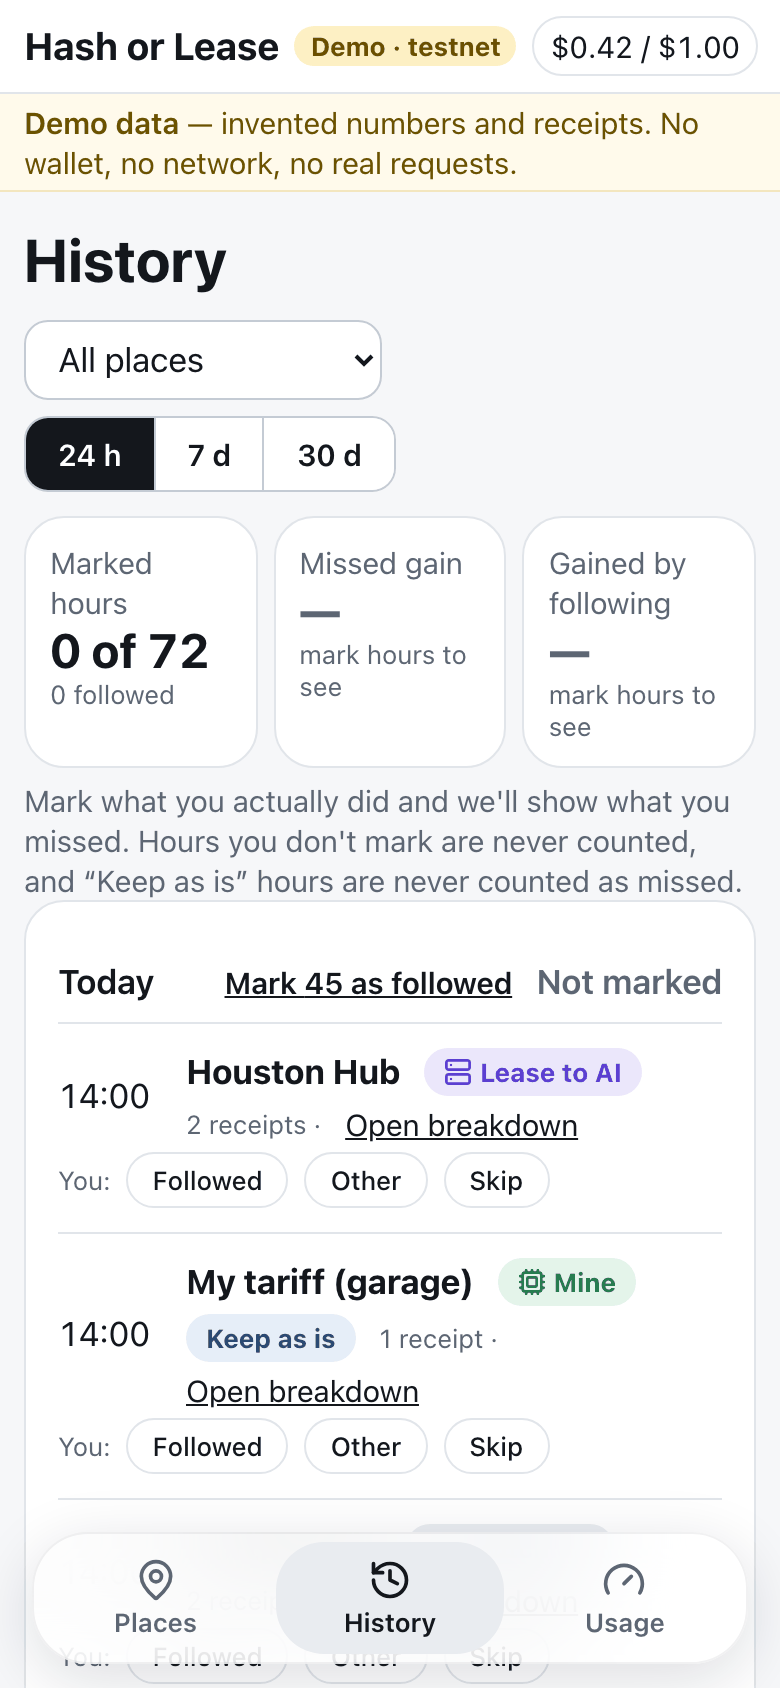 Hash or Lease Demo · testnet $0.42 / $1.00
Demo data — invented numbers and receipts. No
wallet, no network, no real requests.
History
All places
24 h 7 d 30 d
Marked
hours
0 of 72
0 followed
Missed gain
—
mark hours to
see
Gained by
following
—
mark hours to
see
Mark what you actually did and we'll show what you
missed. Hours you don't mark are never counted,
and “Keep as is” hours are never counted as missed.
Today Mark 45 as followed Not marked
14:00 Houston Hub Lease to AI
2 receipts · Open breakdown
You: Followed Other Skip
14:00 My tariff (garage) Mine
Keep as is 1 receipt ·
Open breakdown
You: Followed Other Skip
Places History Usage
You: Followed Other Skip